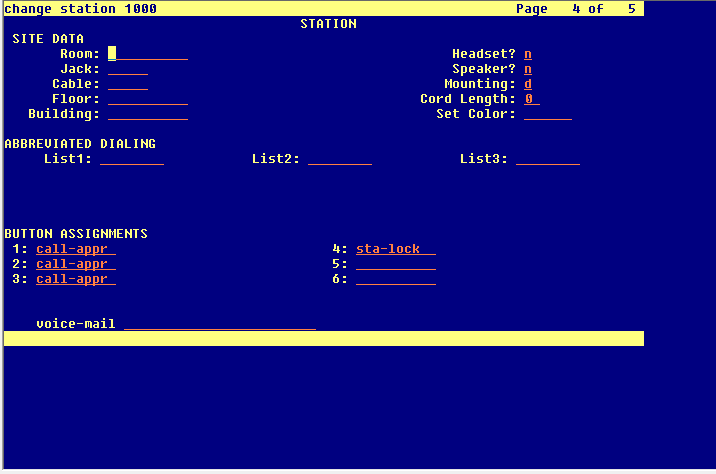 change station 1000 Page 4 of 5
STATION
SITE DATA
Room: Headset? n
Jack: Speaker? n
Cable: Mounting: d
Floor: Cord Length: 0
Building: Set Color:
ABBREVIATED DIALING
List1: List2: List3:
BUTTON ASSIGNMENTS
1: call-appr 4: sta-lock
2: call-appr 5:
3: call-appr 6:
voice-mail